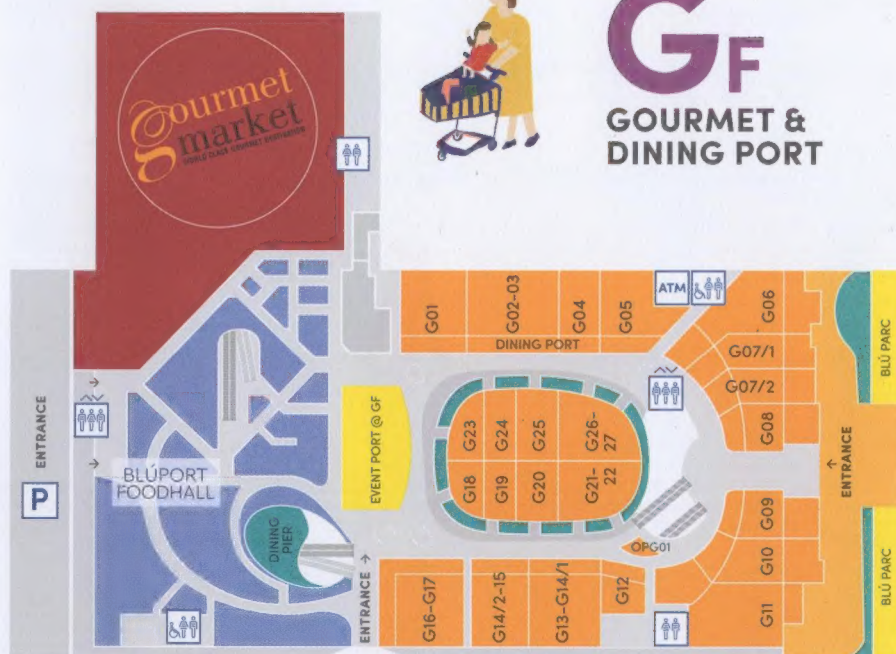 gourmet
market
GF
GOURMET &
DINING PORT
ATM
G01
G02-03
G04
G05
G06
DINING PORT
G07/1
G07/2
G08
BLÚ PARC
ENTRANCE
EVENT PORT @ GF
G23
G24
G25
G26-
27
G18
G19
G20
G21-
22
ENTRANCE
BLÚPORT
FOODHALL
P
DINING
PIER
OPG01
G09
G10
G11
ENTRANCE
G16-G17
G14/2-15
G13-G14/1
G12
BLÚ PARC